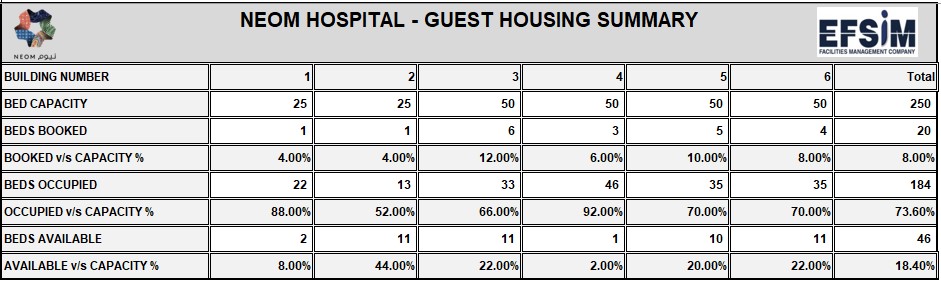 NEOM HOSPITAL - GUEST HOUSING SUMMARY
نيوم NEOM
EFSIM
FACILITIES MANAGEMENT COMPANY
BUILDING NUMBER 1 2 3 4 5 6 Total
BED CAPACITY 25 25 50 50 50 50 250
BEDS BOOKED 1 1 6 3 5 4 20
BOOKED v/s CAPACITY % 4.00% 4.00% 12.00% 6.00% 10.00% 8.00% 8.00%
BEDS OCCUPIED 22 13 33 46 35 35 184
OCCUPIED v/s CAPACITY % 88.00% 52.00% 66.00% 92.00% 70.00% 70.00% 73.60%
BEDS AVAILABLE 2 11 11 1 10 11 46
AVAILABLE v/s CAPACITY % 8.00% 44.00% 22.00% 2.00% 20.00% 22.00% 18.40%